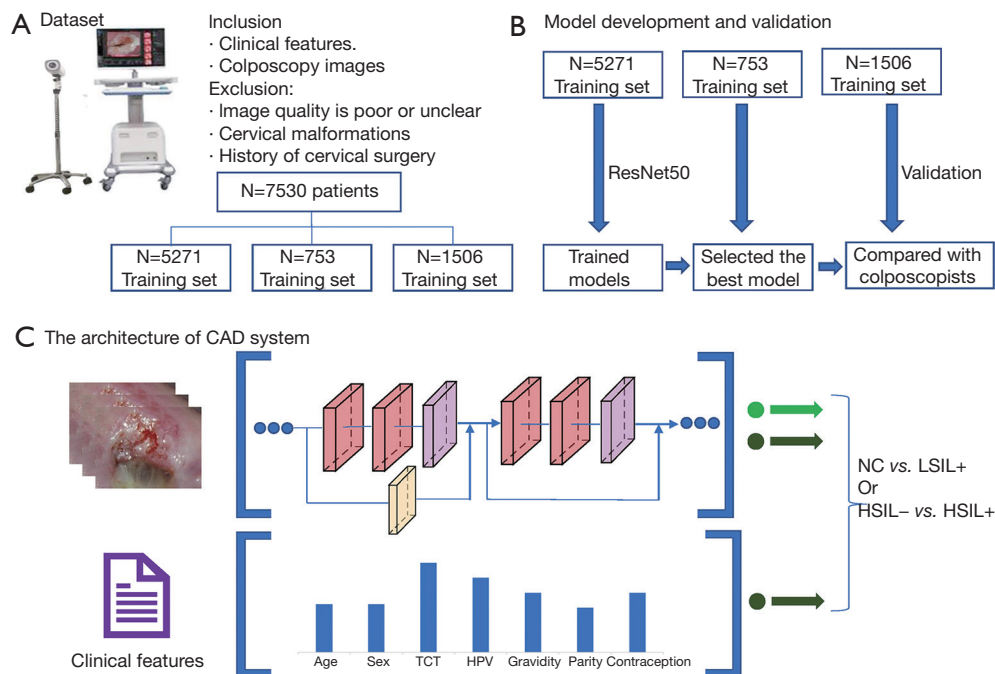 A Dataset
Inclusion
· Clinical features.
· Colposcopy images
Exclusion:
· Image quality is poor or unclear
· Cervical malformations
· History of cervical surgery
N=7530 patients
N=5271
Training set
N=753
Training set
N=1506
Training set
B Model development and validation
N=5271
Training set
N=753
Training set
N=1506
Training set
ResNet50
Validation
Trained
models
Selected the
best model
Compared with
colposcopists
C The architecture of CAD system
NC vs. LSIL+
Or
HSIL– vs. HSIL+
Clinical features
Age Sex TCT HPV Gravidity Parity Contraception